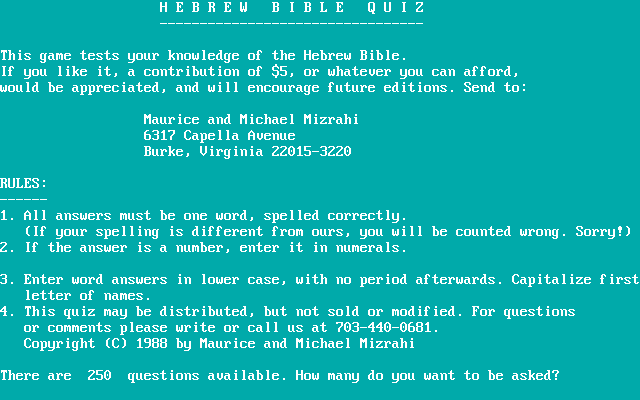 H E B R E W  B I B L E  Q U I Z
This game tests your knowledge of the Hebrew Bible.
If you like it, a contribution of $5, or whatever you can afford,
would be appreciated, and will encourage future editions. Send to:
Maurice and Michael Mizrahi
6317 Capella Avenue
Burke, Virginia 22015-3220
RULES:
------
1. All answers must be one word, spelled correctly.
(If your spelling is different from ours, you will be counted wrong. Sorry!)
2. If the answer is a number, enter it in numerals.
3. Enter word answers in lower case, with no period afterwards. Capitalize first
letter of names.
4. This quiz may be distributed, but not sold or modified. For questions
or comments please write or call us at 703-440-0681.
Copyright (C) 1988 by Maurice and Michael Mizrahi
There are  250  questions available. How many do you want to be asked?